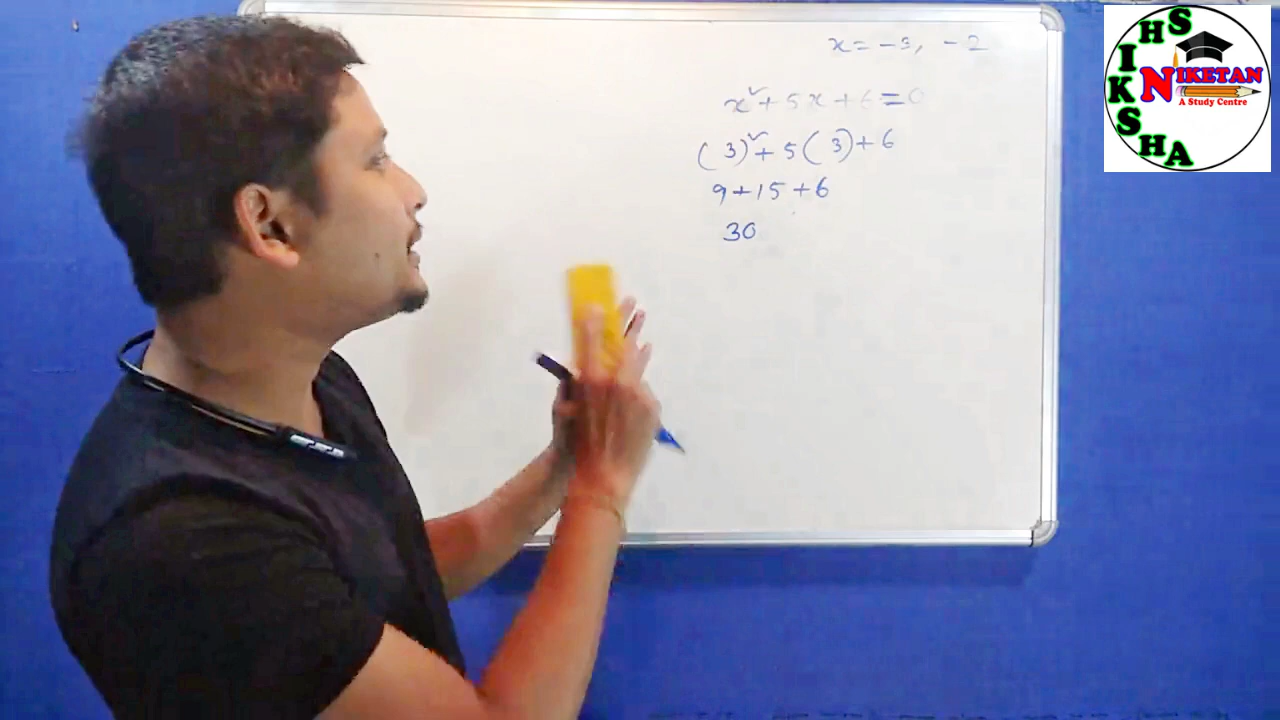 x = -3, -2
x² + 5x + 6 = 0
(3)² + 5(3) + 6
9 + 15 + 6
30
SHIKSHA
NIKETAN
A Study Centre